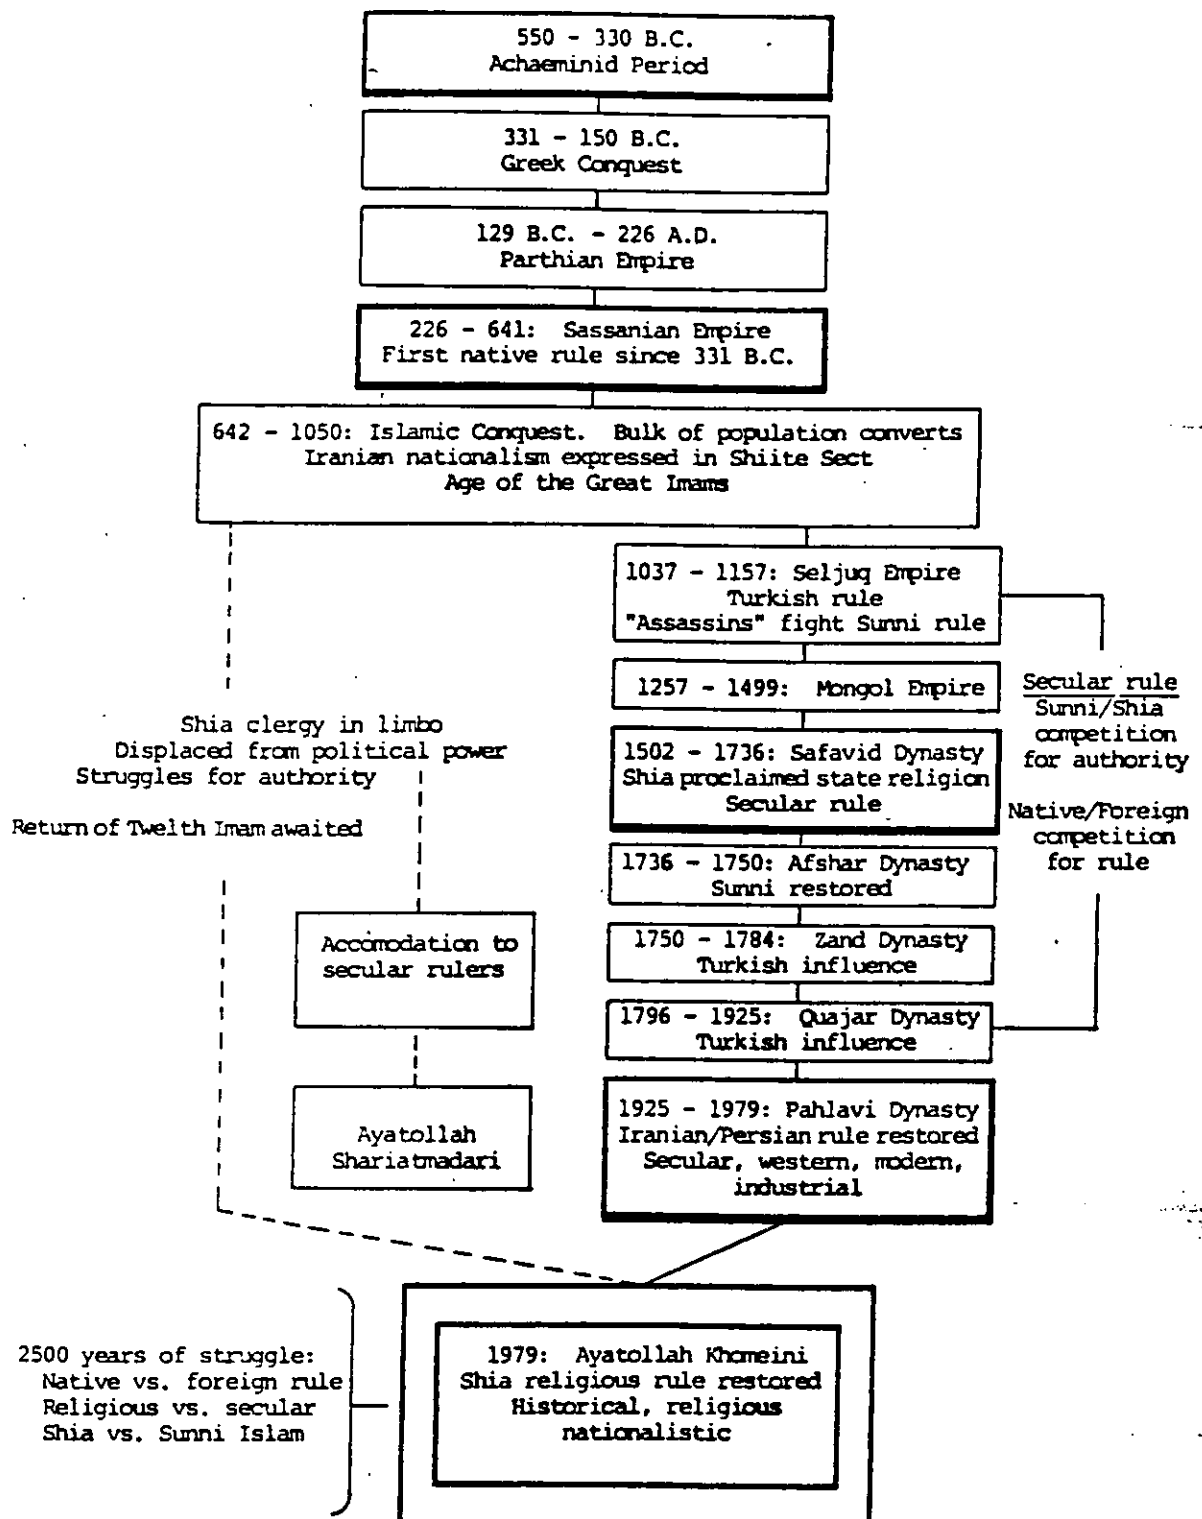 550 - 330 B.C.
Achaeminid Period
331 - 150 B.C.
Greek Conquest
129 B.C. - 226 A.D.
Parthian Empire
226 - 641: Sassanian Empire
First native rule since 331 B.C.
642 - 1050: Islamic Conquest. Bulk of population converts
Iranian nationalism expressed in Shiite Sect
Age of the Great Imams
1037 - 1157: Seljuq Empire
Turkish rule
"Assassins" fight Sunni rule
1257 - 1499: Mongol Empire
Secular rule
Sunni/Shia
competition
for authority
Native/Foreign
competition
for rule
Shia clergy in limbo
Displaced from political power
Struggles for authority
Return of Twelth Imam awaited
1502 - 1736: Safavid Dynasty
Shia proclaimed state religion
Secular rule
1736 - 1750: Afshar Dynasty
Sunni restored
Accomodation to
secular rulers
1750 - 1784: Zand Dynasty
Turkish influence
1796 - 1925: Quajar Dynasty
Turkish influence
Ayatollah
Shariatmadari
1925 - 1979: Pahlavi Dynasty
Iranian/Persian rule restored
Secular, western, modern,
industrial
2500 years of struggle:
Native vs. foreign rule
Religious vs. secular
Shia vs. Sunni Islam
1979: Ayatollah Khomeini
Shia religious rule restored
Historical, religious
nationalistic